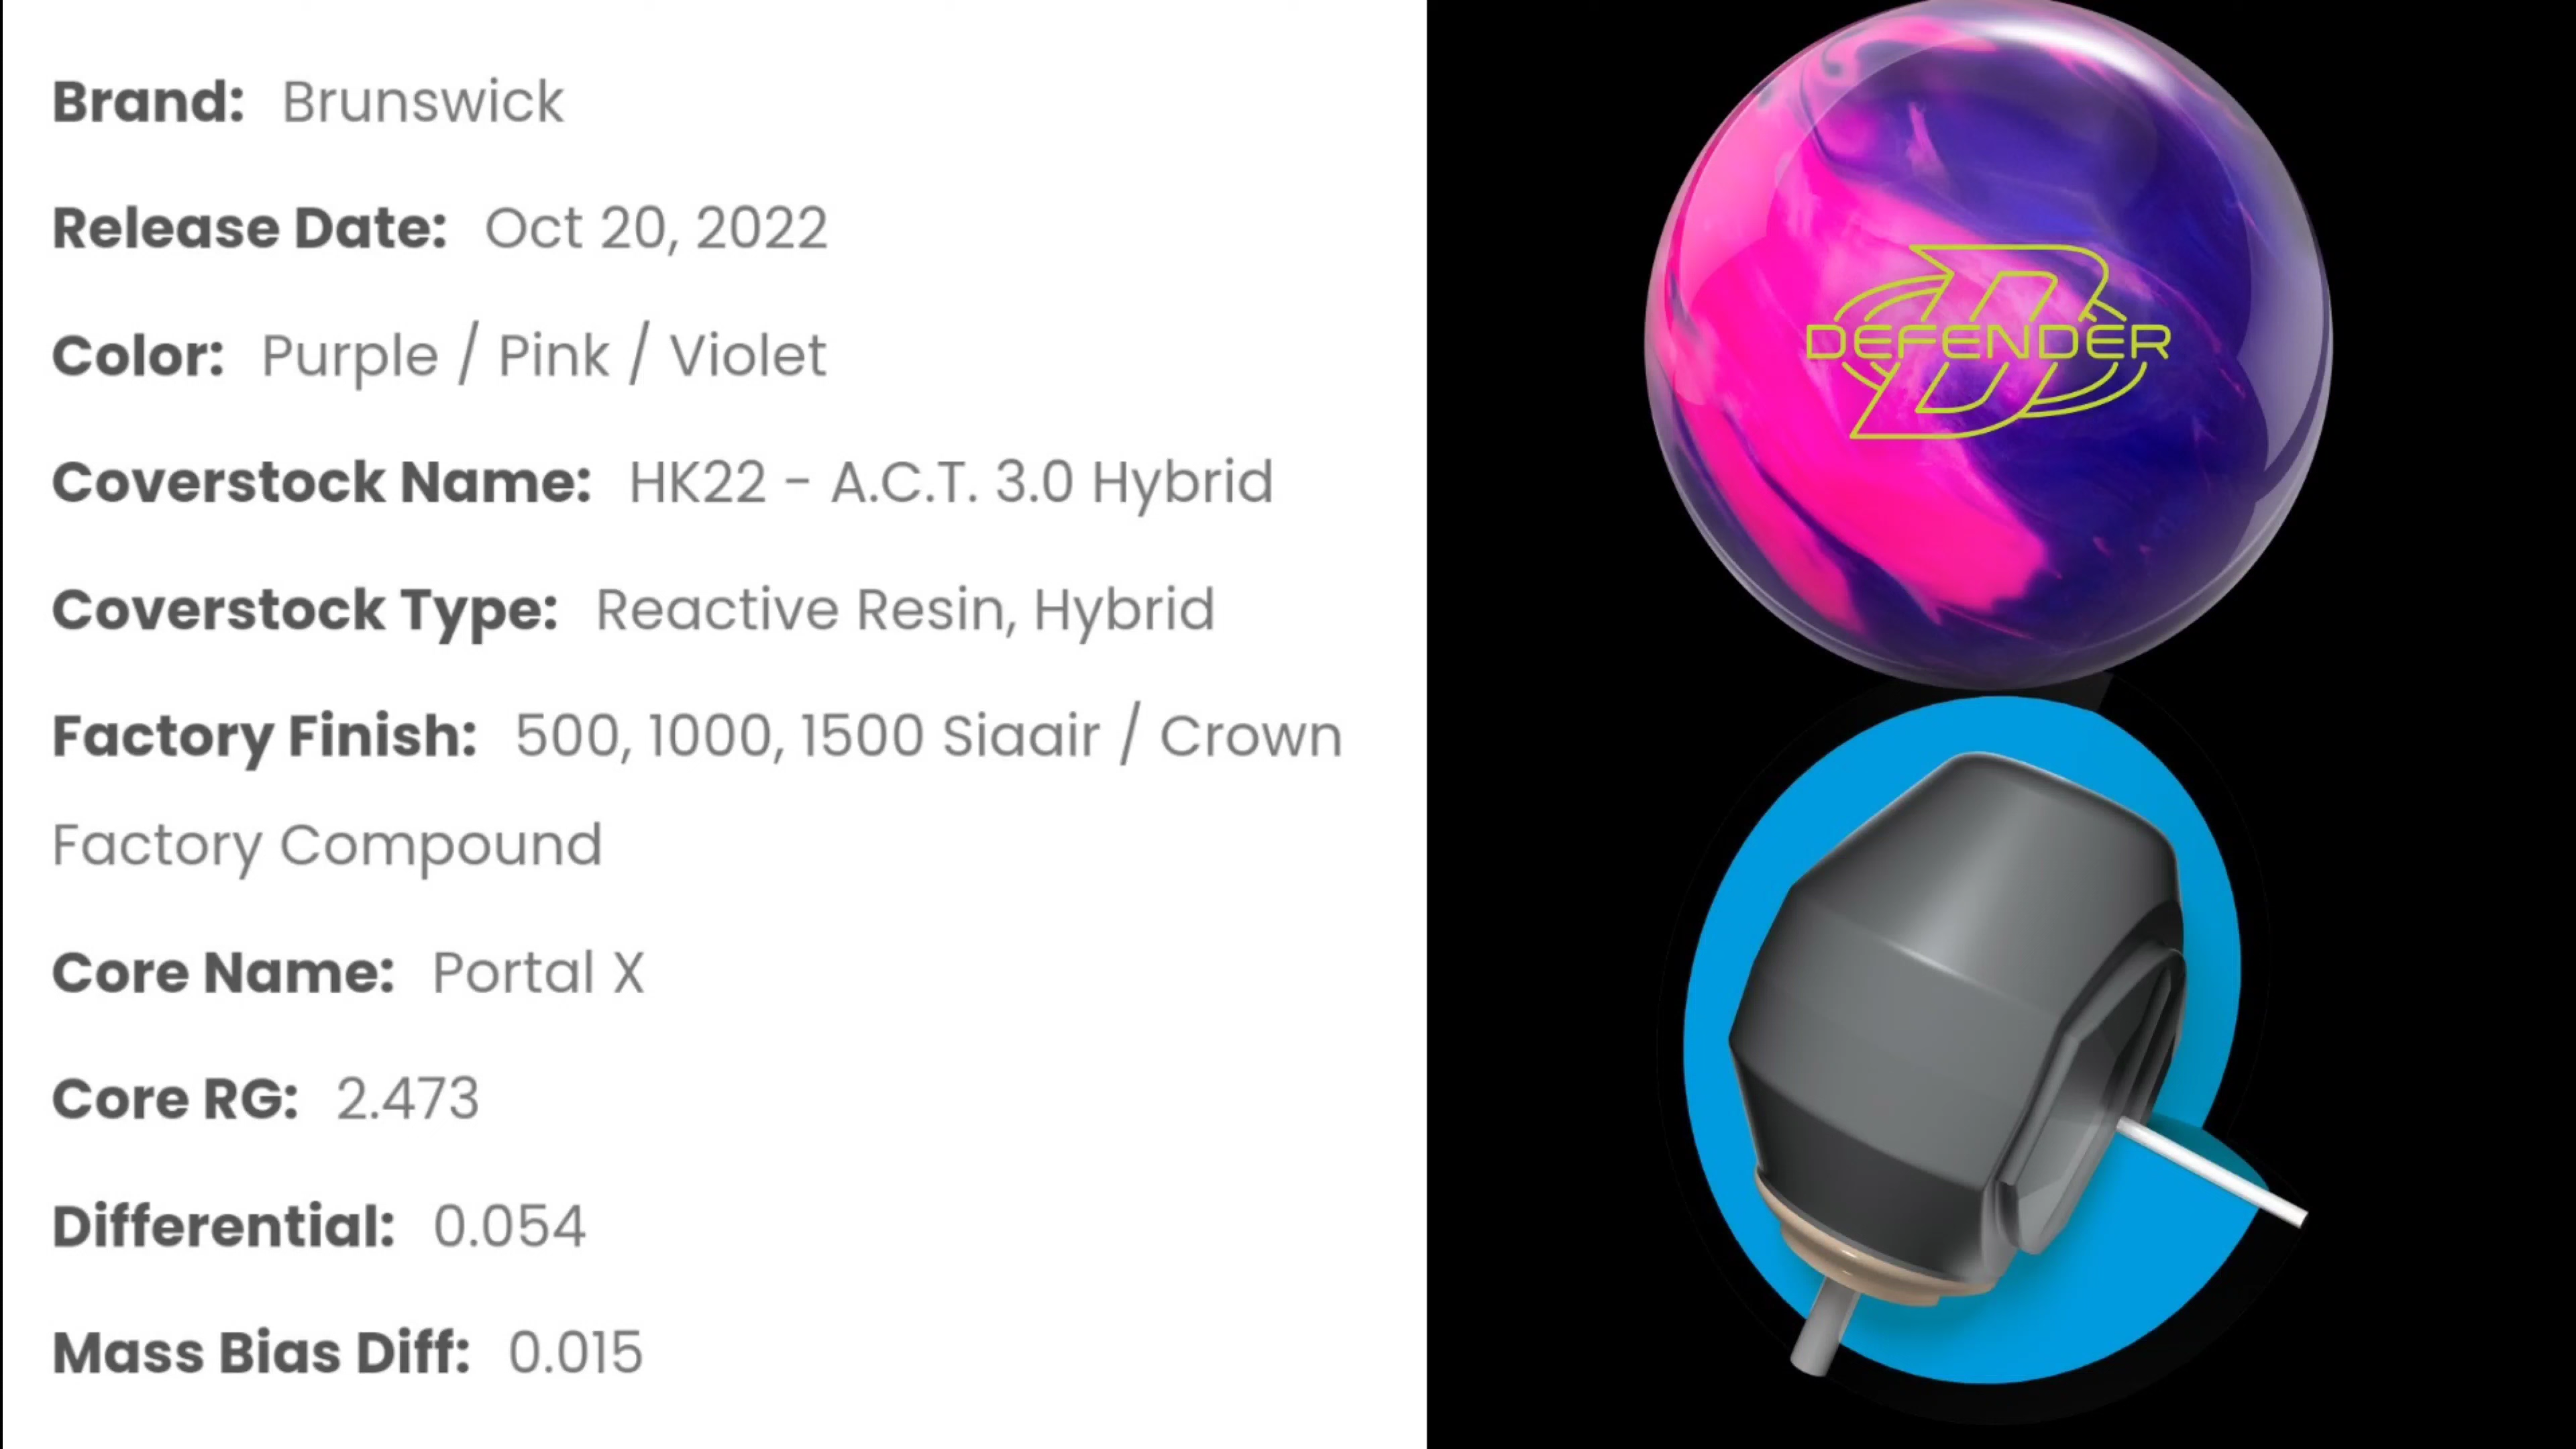 Brand: Brunswick
Release Date: Oct 20, 2022
Color: Purple / Pink / Violet
Coverstock Name: HK22 - A.C.T. 3.0 Hybrid
Coverstock Type: Reactive Resin, Hybrid
Factory Finish: 500, 1000, 1500 Siaair / Crown
Factory Compound
Core Name: Portal X
Core RG: 2.473
Differential: 0.054
Mass Bias Diff: 0.015
DEFENDER